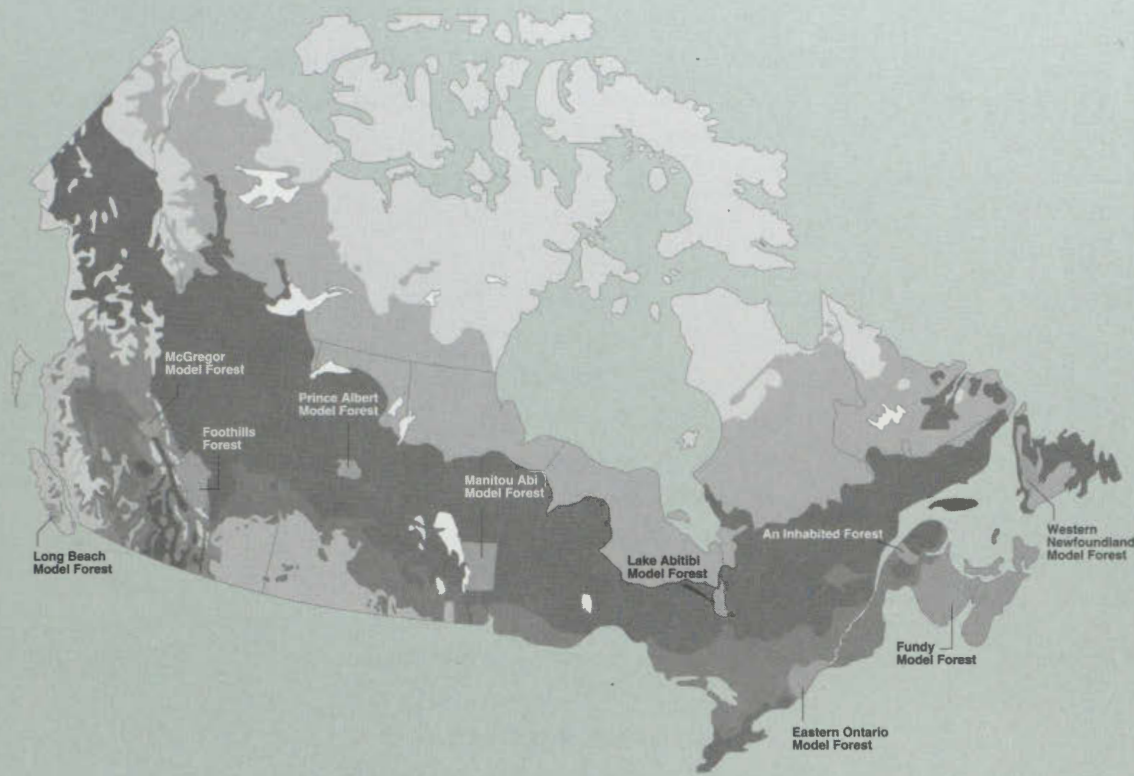 McGregor
Model Forest
Prince Albert
Model Forest
Foothills
Forest
Manitou Abi
Model Forest
Long Beach
Model Forest
Lake Abitibi
Model Forest
An Inhabited Forest
Western
Newfoundland
Model Forest
Fundy
Model Forest
Eastern Ontario
Model Forest